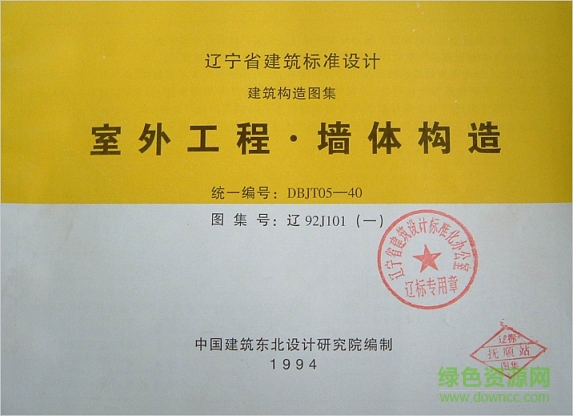 辽宁省建筑标准设计
建筑构造图集
室外工程·墙体构造
统一编号：DBJT05—40
图集号：辽92J101（一）
辽宁省建筑设计标准化办公室
辽标专用章
中国建筑东北设计研究院编制
1994
辽标
抚顺站
图集
绿色资源网
www.downcc.com